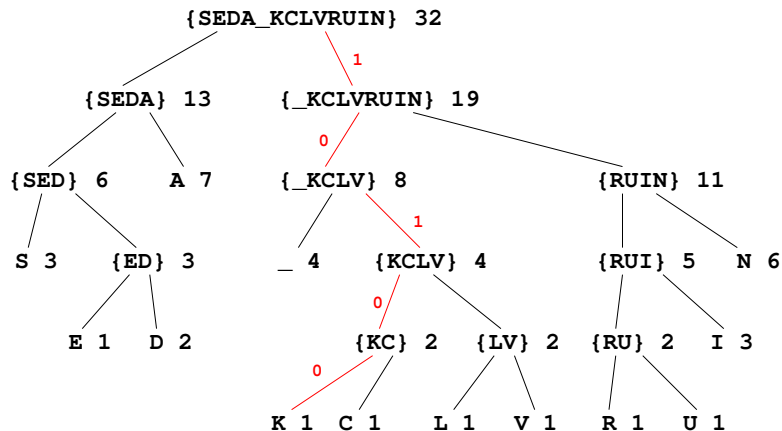 {SEDA_KCLVRUIN} 32
1
{SEDA} 13 {_KCLVRUIN} 19
0
{SED} 6 A 7 {_KCLV} 8 {RUIN} 11
1
S 3 {ED} 3 _ 4 {KCLV} 4 {RUI} 5 N 6
0
E 1 D 2 {KC} 2 {LV} 2 {RU} 2 I 3
0
K 1 C 1 L 1 V 1 R 1 U 1